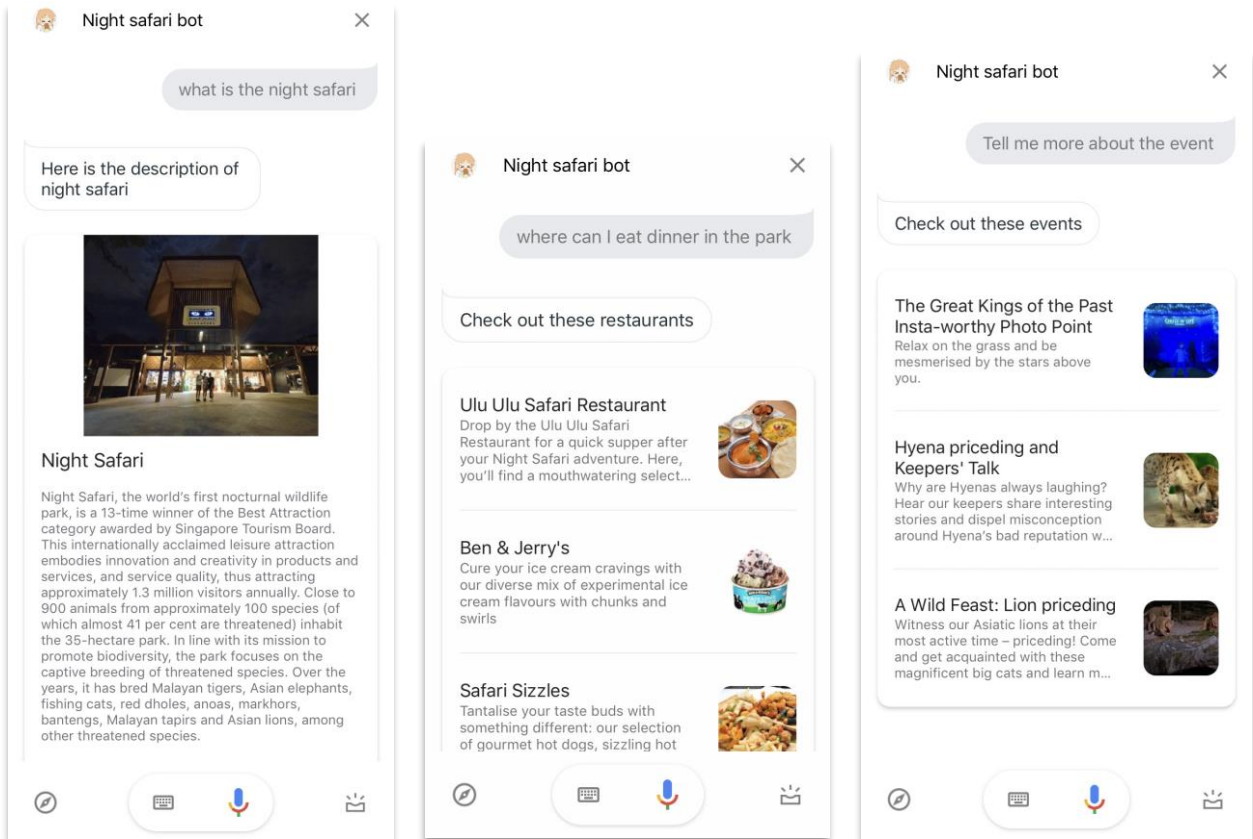 Night safari bot
what is the night safari
Here is the description of
night safari
Night Safari
Night Safari, the world's first nocturnal wildlife
park, is a 13-time winner of the Best Attraction
category awarded by Singapore Tourism Board.
This internationally acclaimed leisure attraction
embodies innovation and creativity in products and
services, and service quality, thus attracting
approximately 1.3 million visitors annually. Close to
900 animals from approximately 100 species (of
which almost 41 per cent are threatened) inhabit
the 35-hectare park. In line with its mission to
promote biodiversity, the park focuses on the
captive breeding of threatened species. Over the
years, it has bred Malayan tigers, Asian elephants,
fishing cats, red dholes, anoas, markhors,
bantengs, Malayan tapirs and Asian lions, among
other threatened species.
Night safari bot
where can I eat dinner in the park
Check out these restaurants
Ulu Ulu Safari Restaurant
Drop by the Ulu Ulu Safari
Restaurant for a quick supper after
your Night Safari adventure. Here,
you'll find a mouthwatering select...
Ben & Jerry's
Cure your ice cream cravings with
our diverse mix of experimental ice
cream flavours with chunks and
swirls
Safari Sizzles
Tantalise your taste buds with
something different: our selection
of gourmet hot dogs, sizzling hot
Night safari bot
Tell me more about the event
Check out these events
The Great Kings of the Past
Insta-worthy Photo Point
Relax on the grass and be
mesmerised by the stars above
you.
Hyena priceding and
Keepers' Talk
Why are Hyenas always laughing?
Hear our keepers share interesting
stories and dispel misconception
around Hyena's bad reputation w...
A Wild Feast: Lion priceding
Witness our Asiatic lions at their
most active time – priceding! Come
and get acquainted with these
magnificent big cats and learn m...